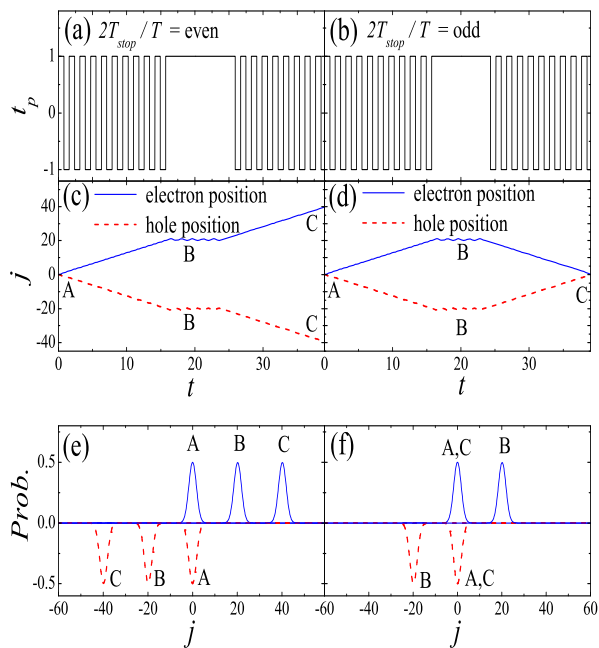 (a) 2T_stop / T = even
(b) 2T_stop / T = odd
t_p
1
0
-1
(c) electron position
hole position
(d) electron position
hole position
j
40
20
0
-20
-40
A
B
B
C
C
A
B
B
C
0
10
20
30
0
10
20
30
t
t
(e)
A
B
C
(f)
A,C
B
Prob.
0.5
0.0
-0.5
C
B
A
B
A,C
-60
-40
-20
0
20
40
-60
-40
-20
0
20
40
60
j
j